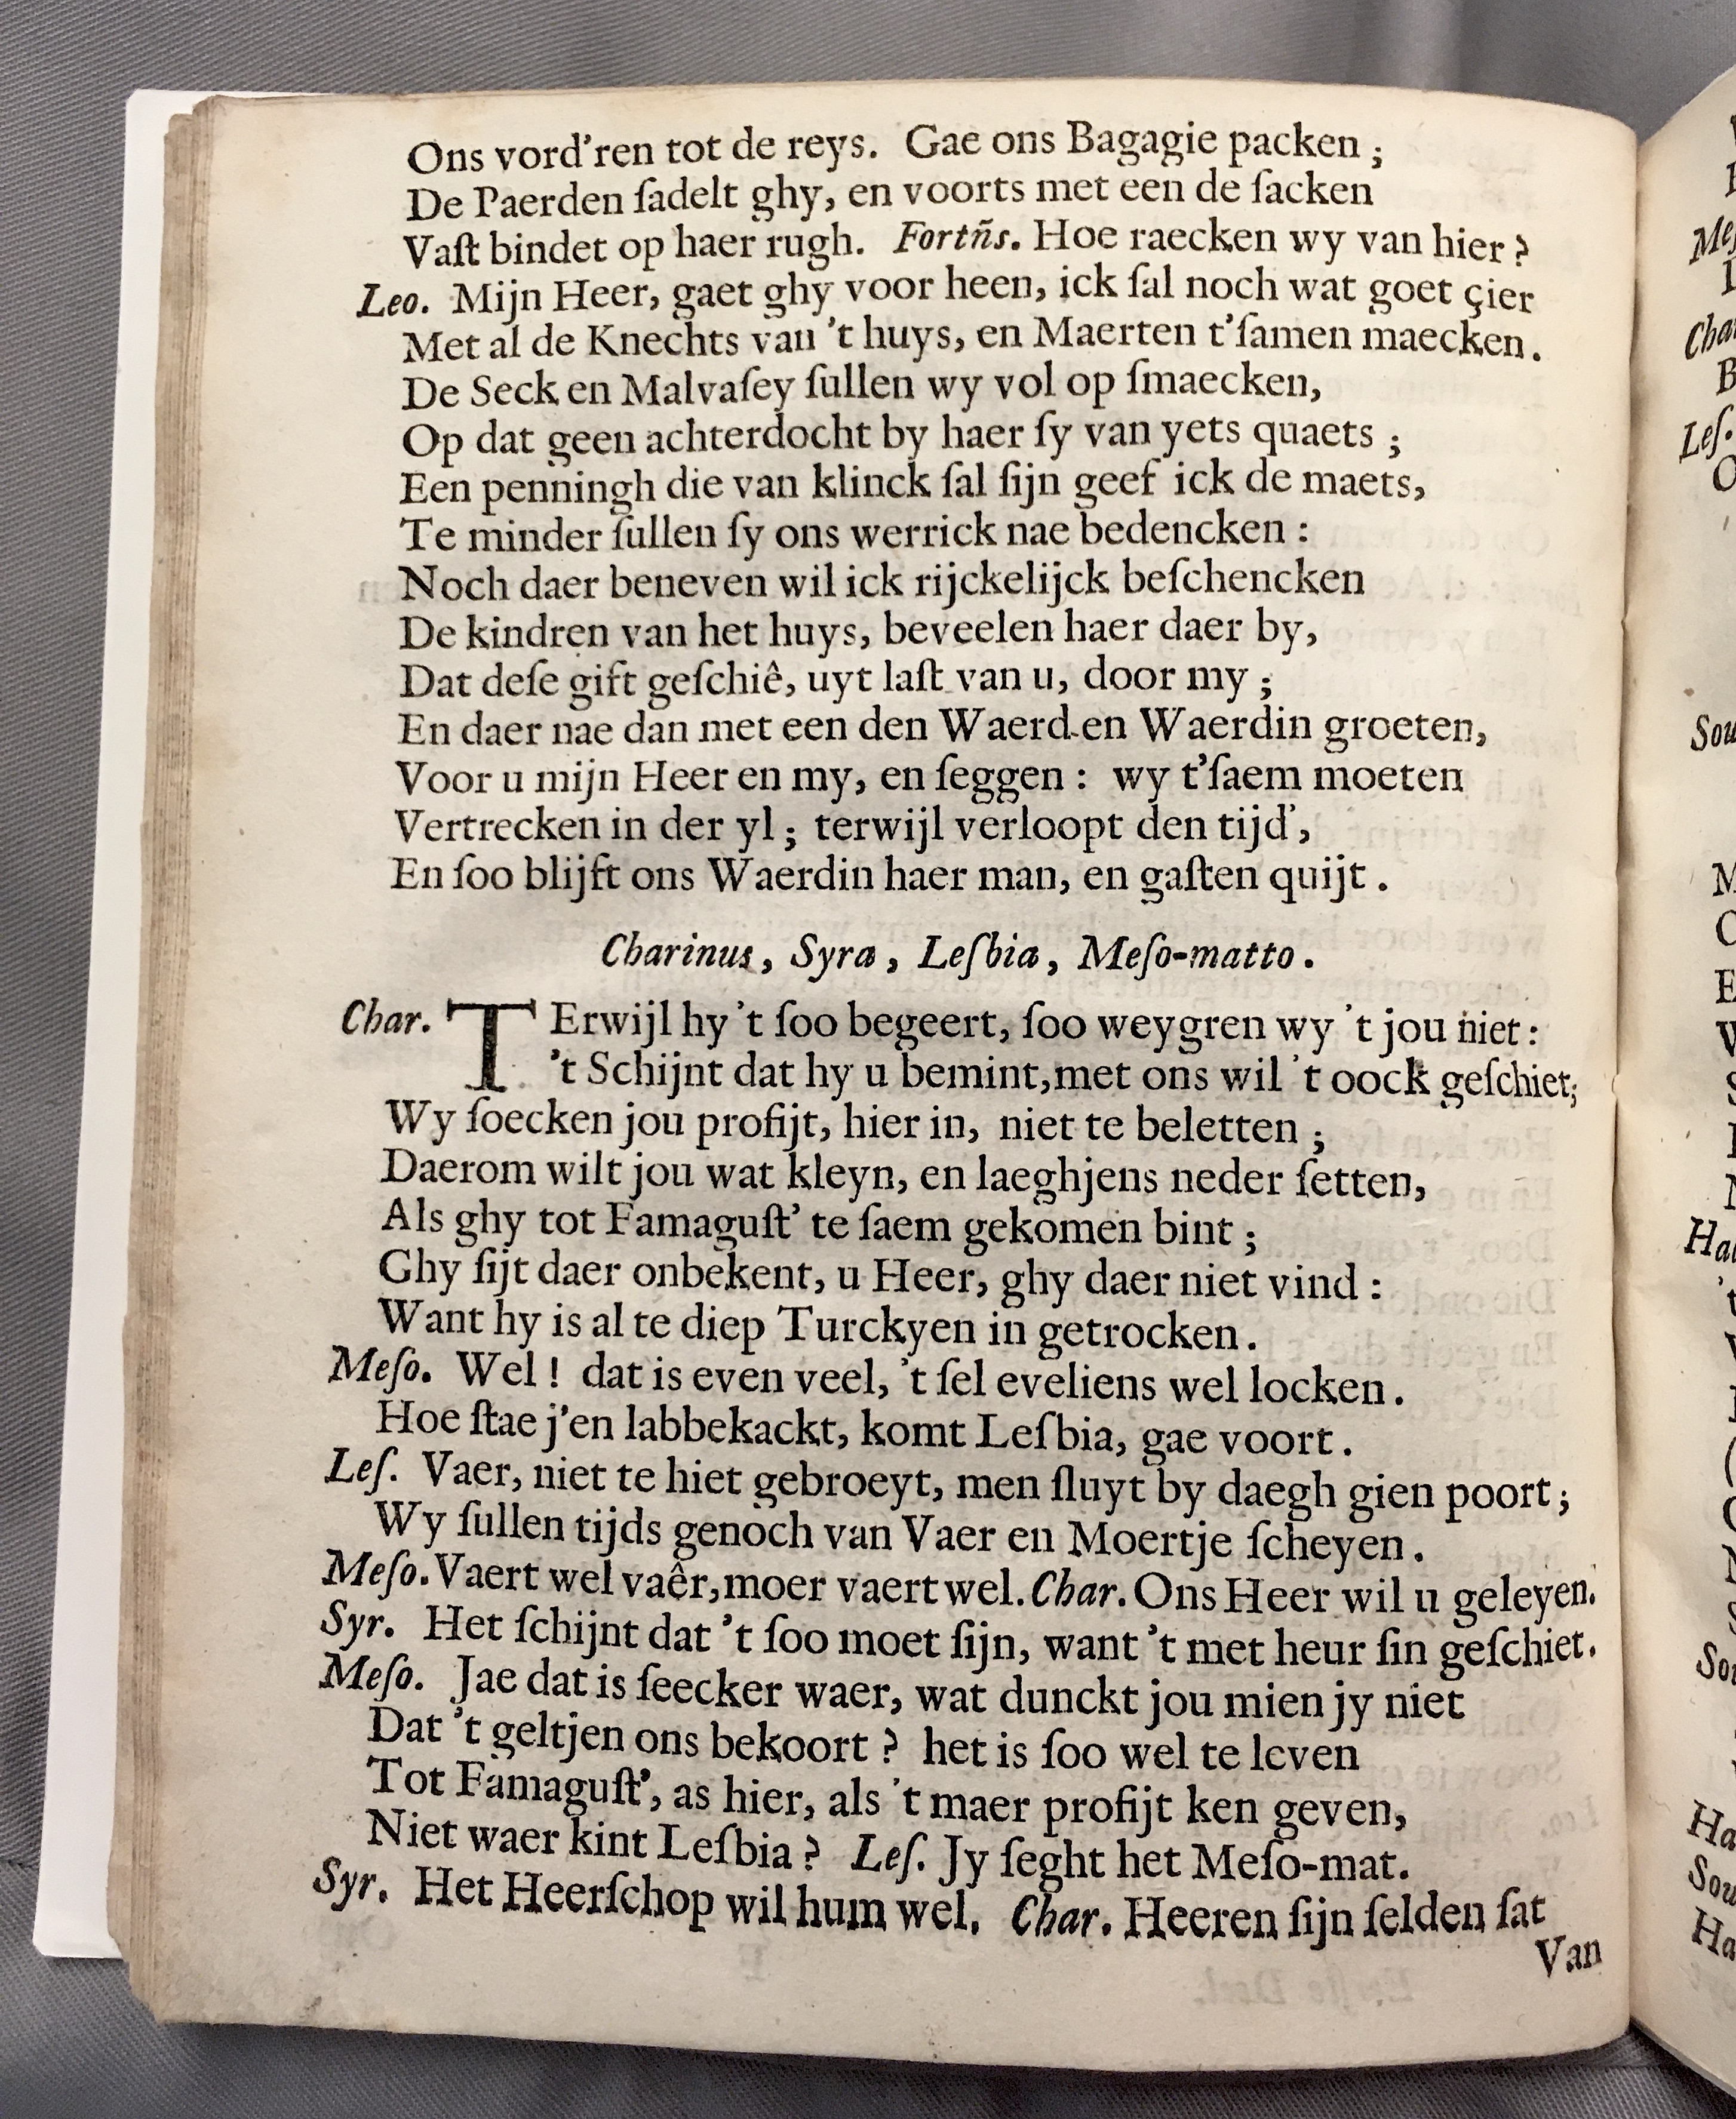 Ons vord'ren tot de reys. Gae ons Bagagie packen ;
De Paerden ſadelt ghy, en voorts met een de ſacken
Vaſt bindet op haer rugh. Fortñs. Hoe raecken wy van hier ?
Leo. Mijn Heer, gaet ghy voor heen, ick ſal noch wat goet çier
Met al de Knechts van 't huys, en Maerten t'ſamen maecken.
De Seck en Malvaſey ſullen wy vol op ſmaecken,
Op dat geen achterdocht by haer ſy van yets quaets ;
Een penningh die van klinck ſal ſijn geef ick de maets,
Te minder ſullen ſy ons werrick nae bedencken :
Noch daer beneven wil ick rijckelijck beſchencken
De kindren van het huys, beveelen haer daer by,
Dat deſe gift geſchiê, uyt laſt van u, door my ;
En daer nae dan met een den Waerd en Waerdin groeten,
Voor u mijn Heer en my, en ſeggen : wy t'ſaem moeten
Vertrecken in der yl ; terwijl verloopt den tijd',
En ſoo blijft ons Waerdin haer man, en gaſten quijt .
Charinus, Syra, Leſbia, Meſo-matto.
Char. TErwijl hy 't ſoo begeert, ſoo weygren wy 't jou niet :
't Schijnt dat hy u bemint,met ons wil 't oock geſchiet;
Wy ſoecken jou profijt, hier in, niet te beletten ;
Daerom wilt jou wat kleyn, en laeghjens neder ſetten,
Als ghy tot Famaguſt' te ſaem gekomen bint ;
Ghy ſijt daer onbekent, u Heer, ghy daer niet vind :
Want hy is al te diep Turckyen in getrocken.
Meſo. Wel ! dat is even veel, 't ſel eveliens wel locken.
Hoe ſtae j'en labbekackt, komt Leſbia, gae voort.
Leſ. Vaer, niet te hiet gebroeyt, men ſluyt by daegh gien poort ;
Wy ſullen tijds genoch van Vaer en Moertje ſcheyen.
Meſo. Vaert wel vaêr,moer vaert wel. Char. Ons Heer wil u geleyen.
Syr. Het ſchijnt dat 't ſoo moet ſijn, want 't met heur ſin geſchiet.
Meſo. Jae dat is ſeecker waer, wat dunckt jou mien jy niet
Dat 't geltjen ons bekoort ? het is ſoo wel te leven
Tot Famaguſt', as hier, als 't maer profijt ken geven,
Niet waer kint Leſbia ? Leſ. Jy ſeght het Meſo-mat.
Syr. Het Heerſchop wil hum wel. Char. Heeren ſijn ſelden ſat
Van